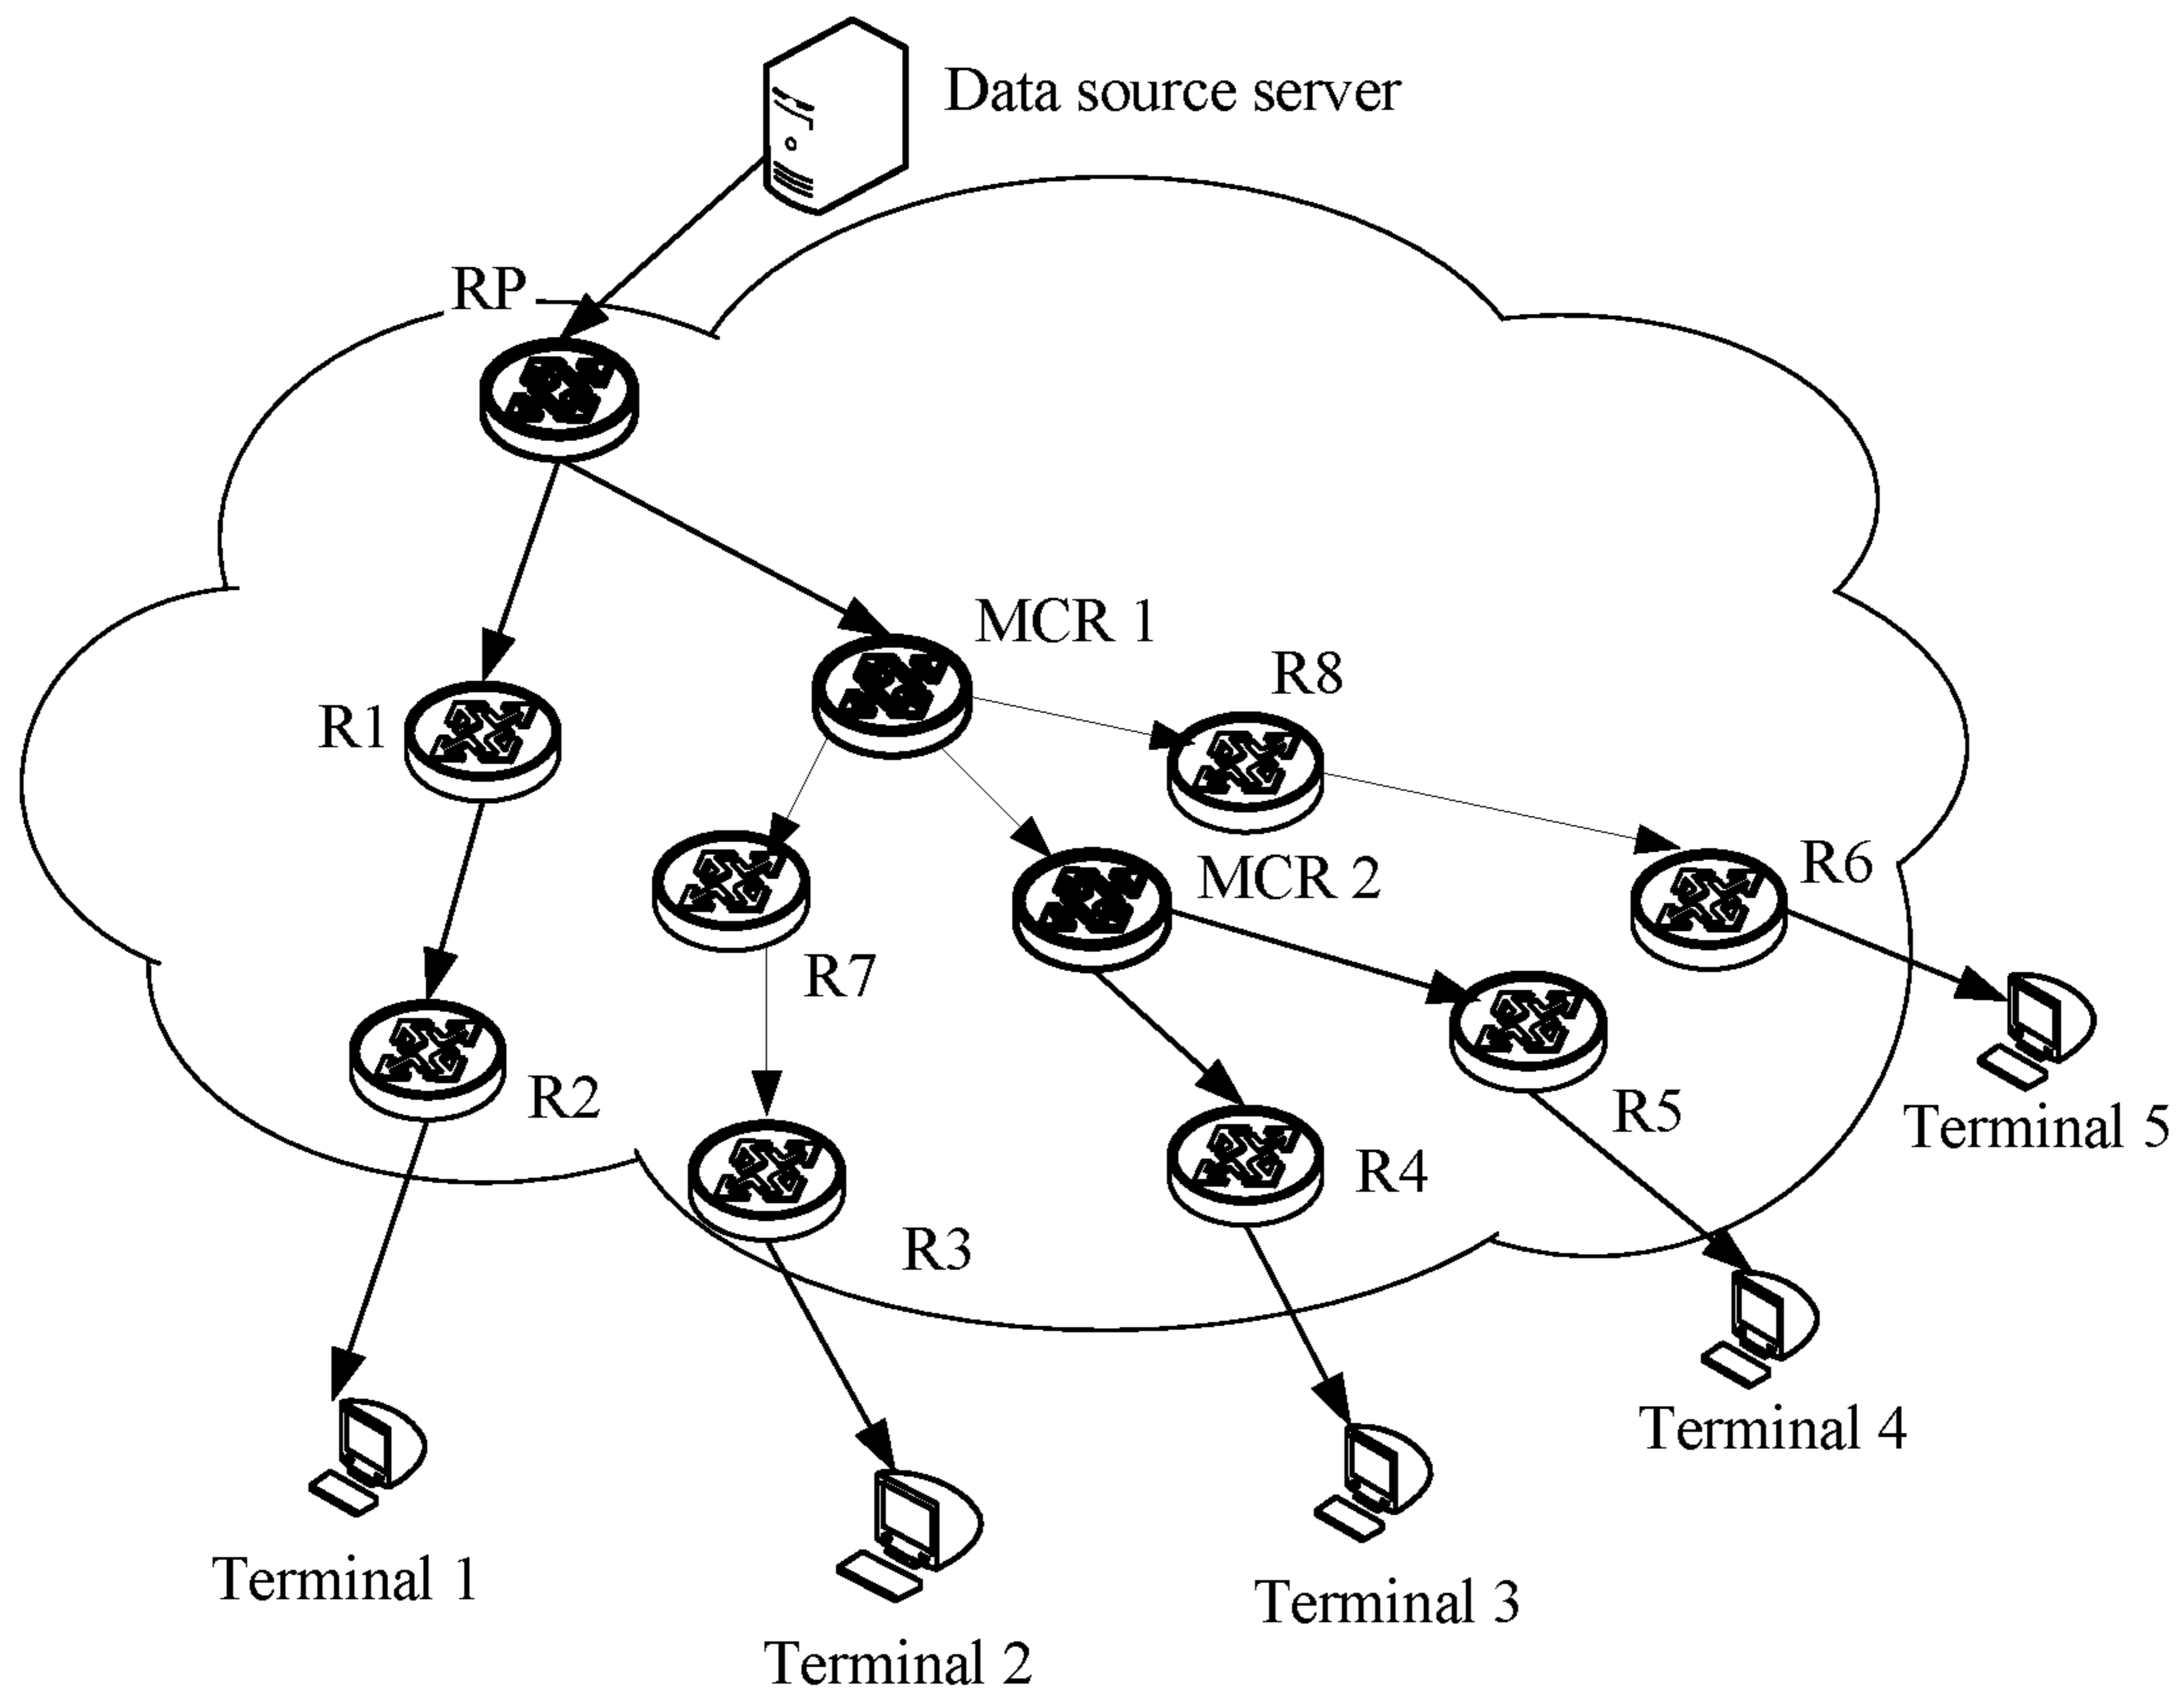 Data source server
RP
MCR 1
R8
R1
MCR 2
R6
R7
R2
R5
Terminal 5
R4
R3
Terminal 4
Terminal 1
Terminal 3
Terminal 2